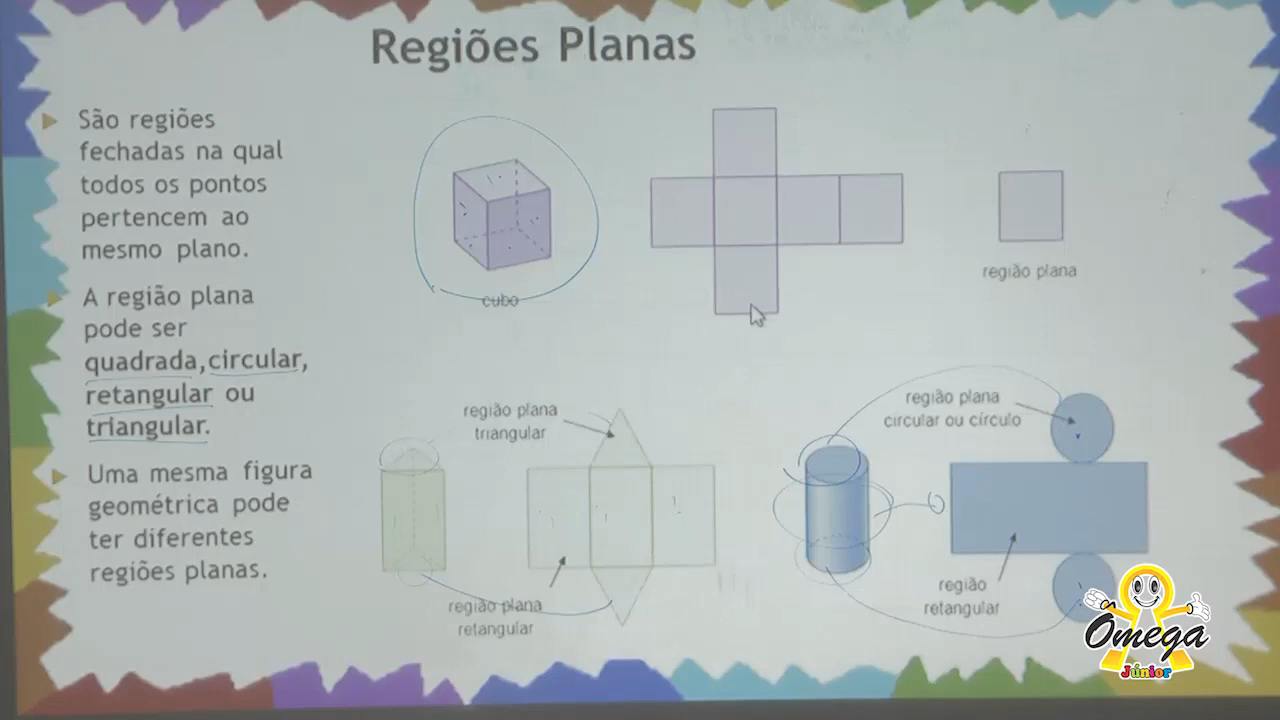 Regiões Planas
São regiões
fechadas na qual
todos os pontos
pertencem ao
mesmo plano.
A região plana
pode ser
quadrada,circular,
retangular ou
triangular.
Uma mesma figura
geométrica pode
ter diferentes
regiões planas.
cubo
região plana
região plana
triangular
região plana
retangular
região plana
circular ou círculo
região
retangular
Ômega
Júnior